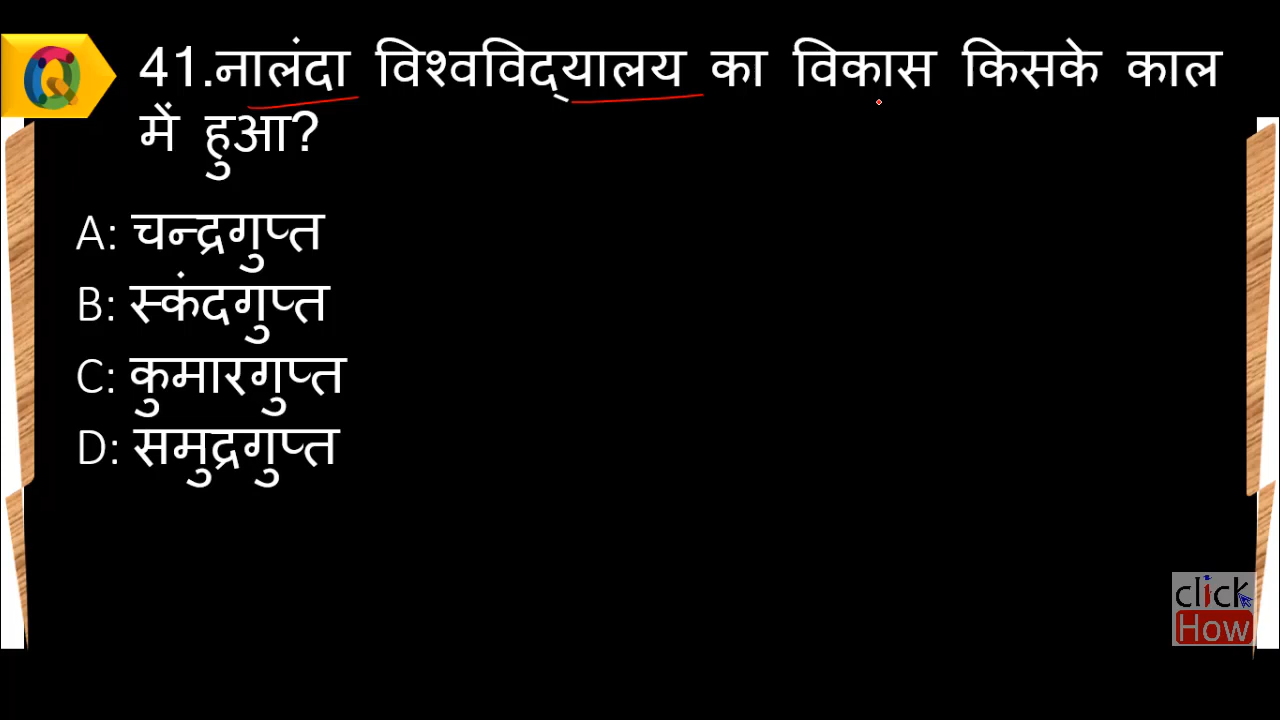 41.नालंदा विश्वविद्यालय का विकास किसके काल
में हुआ?
A: चन्द्रगुप्त
B: स्कंदगुप्त
C: कुमारगुप्त
D: समुद्रगुप्त
click
How